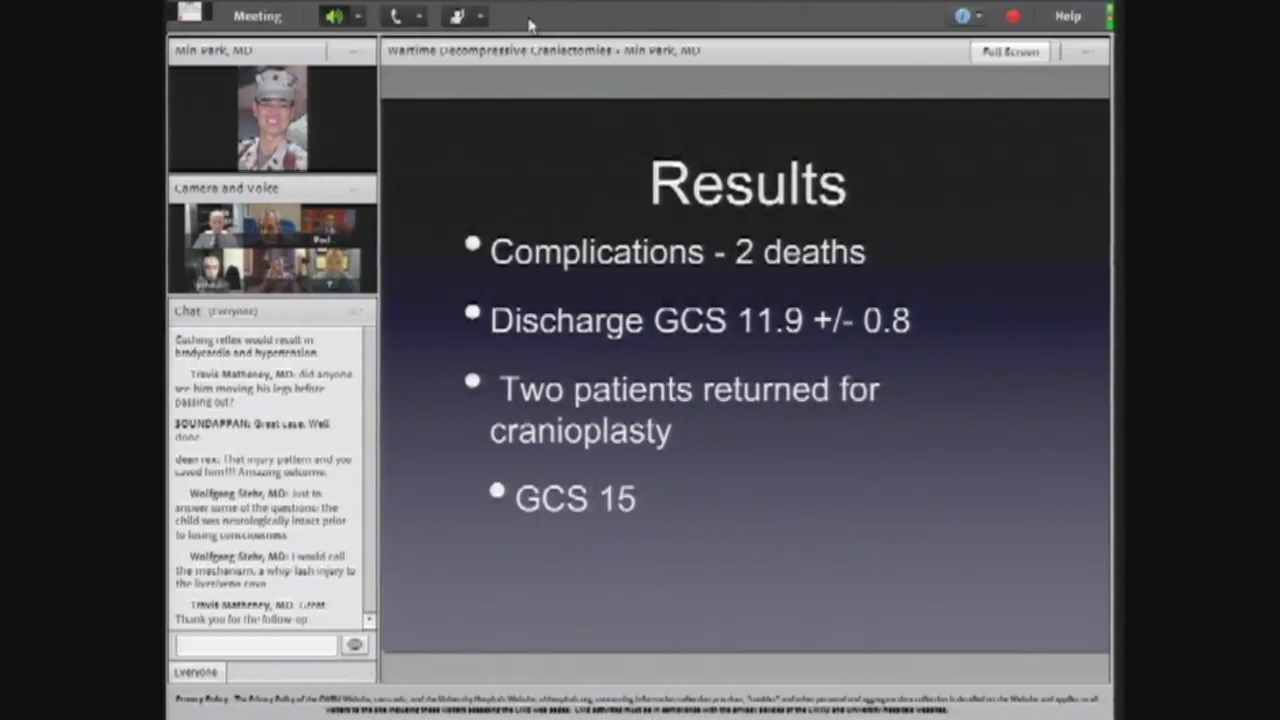 Meeting
Help
Min Park, MD
Wartime Decompressive Craniectomies - Min Park, MD
Full Screen
Camera and Voice
Chat (Everyone)
Cushing reflex would result in
bradycardia and hypertension.
Travis Matheney, MD: did anyone
see him moving his legs before
passing out?
SOUNDAPPAN: Great case. Well
done.
dean rex: That injury pattern and you
saved him!!! Amazing outcome.
Wolfgang Stehr, MD: Just to
answer some of the questions: the
child was neurologically intact prior
to losing consciousness
Wolfgang Stehr, MD: I would call
the mechanism, a whip-lash injury to
the liver/vena cava
Travis Matheney, MD: Great
Thank you for the follow-up
Everyone
Results
Complications - 2 deaths
Discharge GCS 11.9 +/- 0.8
Two patients returned for
cranioplasty
GCS 15